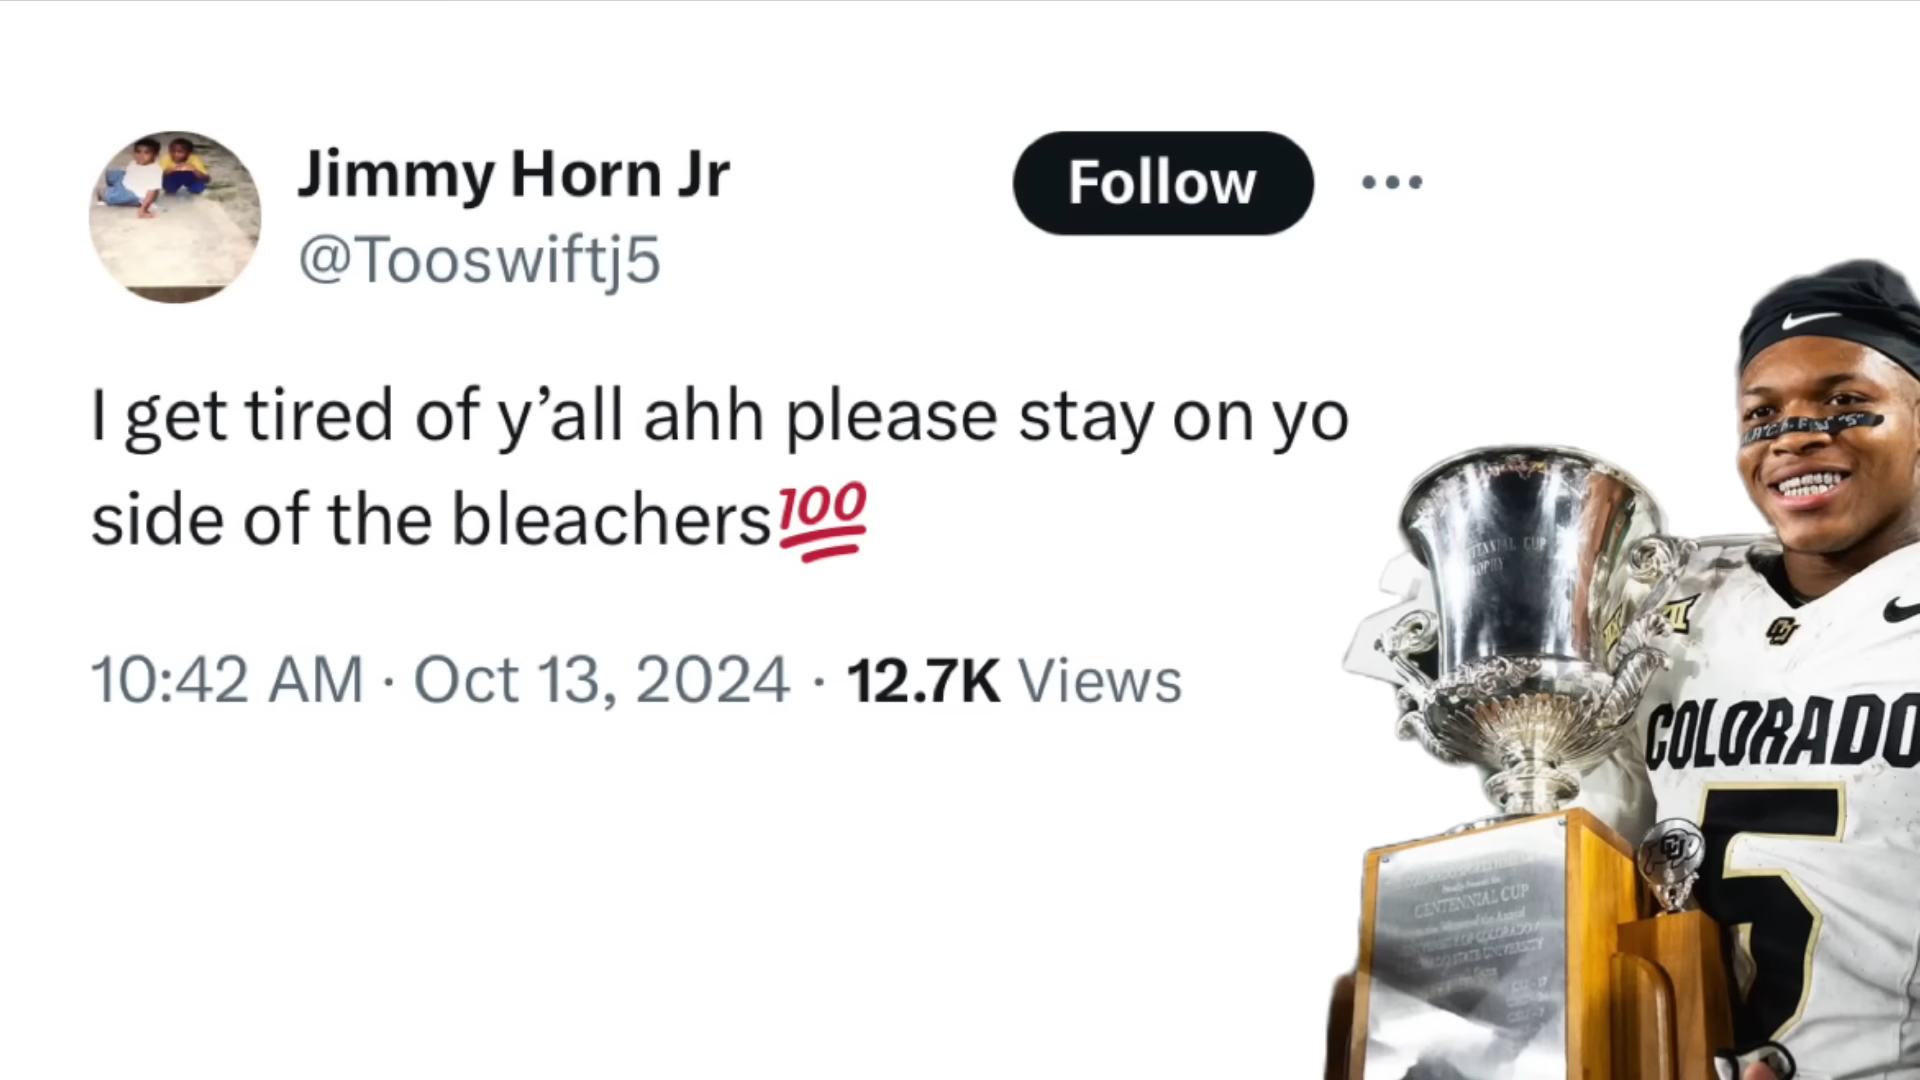 Jimmy Horn Jr
@Tooswiftj5
Follow
I get tired of y’all ahh please stay on yo
side of the bleachers💯
10:42 AM · Oct 13, 2024 · 12.7K Views
COLORADO
5
CENTENNIAL CUP